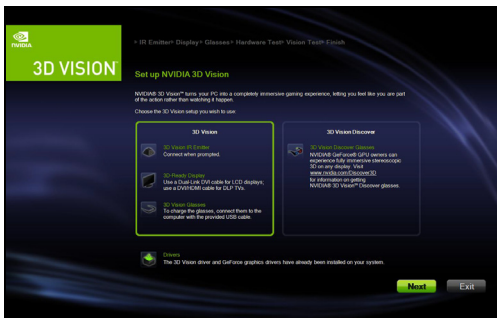 NVIDIA
3D VISION
IR Emitter Display Glasses Hardware Test Vision Test Finish
Set up NVIDIA 3D Vision
NVIDIA® 3D Vision™ turns your PC into a completely immersive gaming experience, letting you feel like you are part
of the action rather than watching it happen.
Choose the 3D Vision setup you wish to use:
3D Vision
3D Vision IR Emitter
Connect when prompted.
3D-Ready Display
Use a Dual-Link DVI cable for LCD displays;
use a DVI/HDMI cable for DLP TVs.
3D Vision Glasses
To charge the glasses, connect them to the
computer with the provided USB cable.
3D Vision Discover
3D Vision Discover Glasses
NVIDIA® GeForce® GPU owners can
experience fully immersive stereoscopic
3D on any display. Visit
www.nvidia.com/Discover3D
for information on getting
NVIDIA® 3D Vision™ Discover glasses.
Drivers
The 3D Vision driver and GeForce graphics drivers have already been installed on your system.
Next
Exit